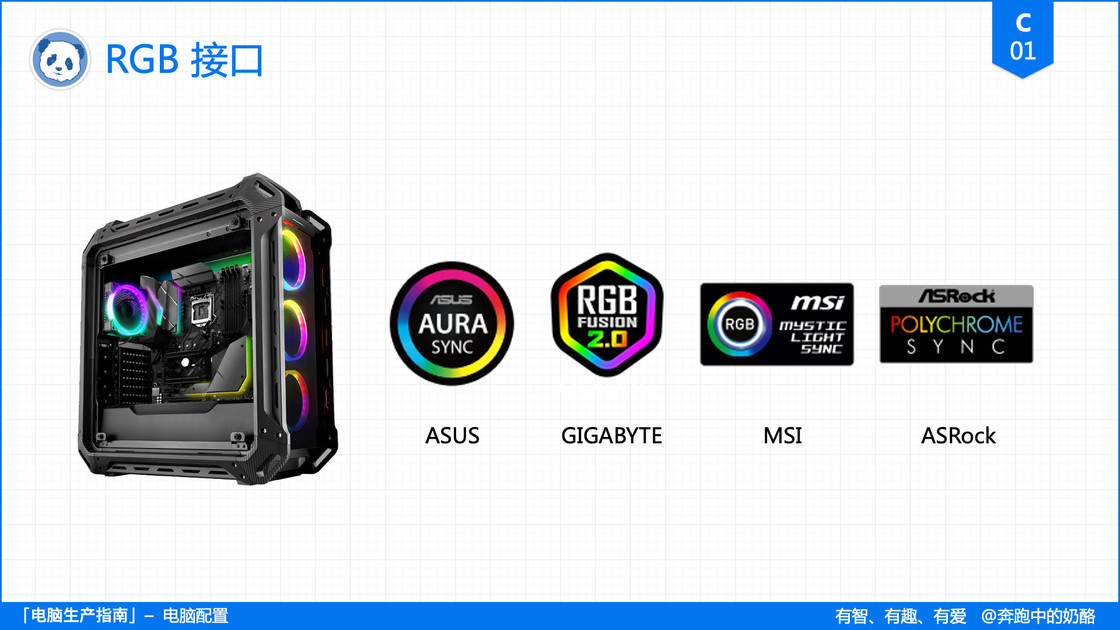 RGB 接口
C
01
ASUS
AURA
SYNC
RGB
FUSION
2.0
RGB
msi
MYSTIC
LIGHT
SYNC
ASRock
POLYCHROME
SYNC
ASUS
GIGABYTE
MSI
ASRock
「电脑生产指南」– 电脑配置
有智、有趣、有爱 @奔跑中的奶酪